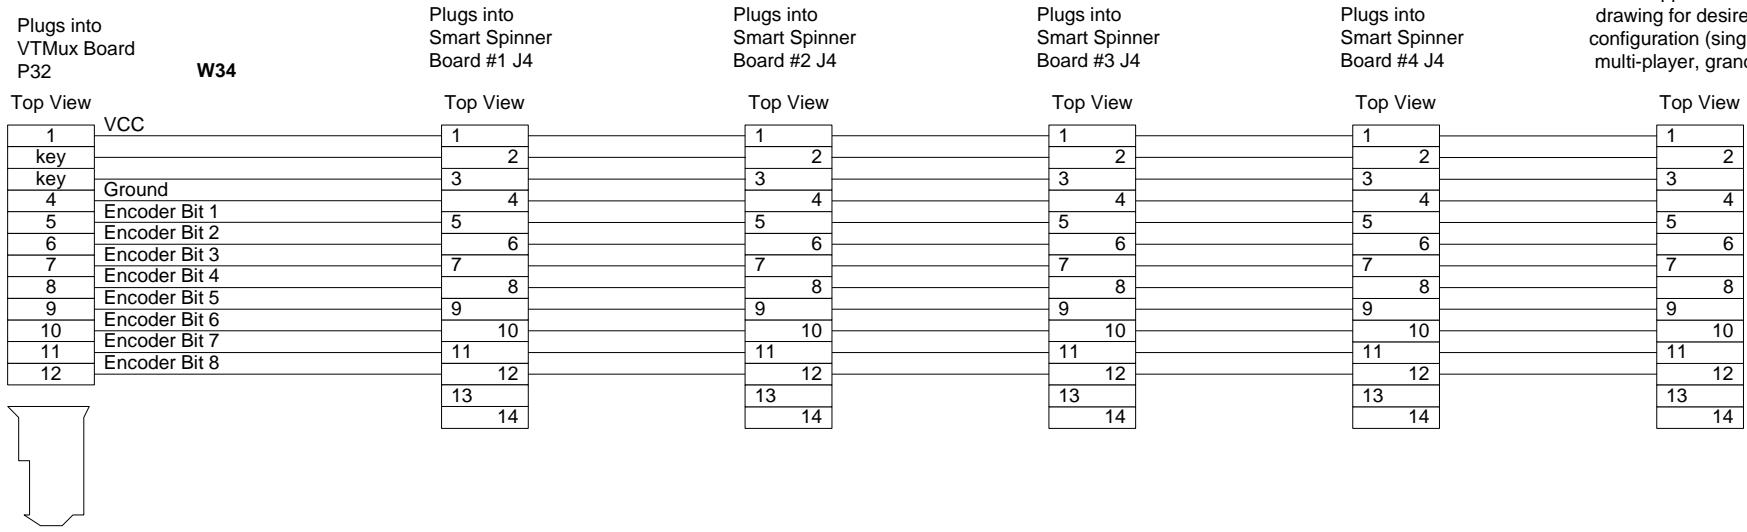 Plugs into
VTMux Board
P32
W34
Plugs into
Smart Spinner
Board #1 J4
Plugs into
Smart Spinner
Board #2 J4
Plugs into
Smart Spinner
Board #3 J4
Plugs into
Smart Spinner
Board #4 J4
drawing for desire
configuration (sing
multi-player, grand
Top View
1
key
key
4
5
6
7
8
9
10
11
12
VCC
Ground
Encoder Bit 1
Encoder Bit 2
Encoder Bit 3
Encoder Bit 4
Encoder Bit 5
Encoder Bit 6
Encoder Bit 7
Encoder Bit 8
Top View
1
2
3
4
5
6
7
8
9
10
11
12
13
14
Top View
1
2
3
4
5
6
7
8
9
10
11
12
13
14
Top View
1
2
3
4
5
6
7
8
9
10
11
12
13
14
Top View
1
2
3
4
5
6
7
8
9
10
11
12
13
14
Top View
1
2
3
4
5
6
7
8
9
10
11
12
13
14